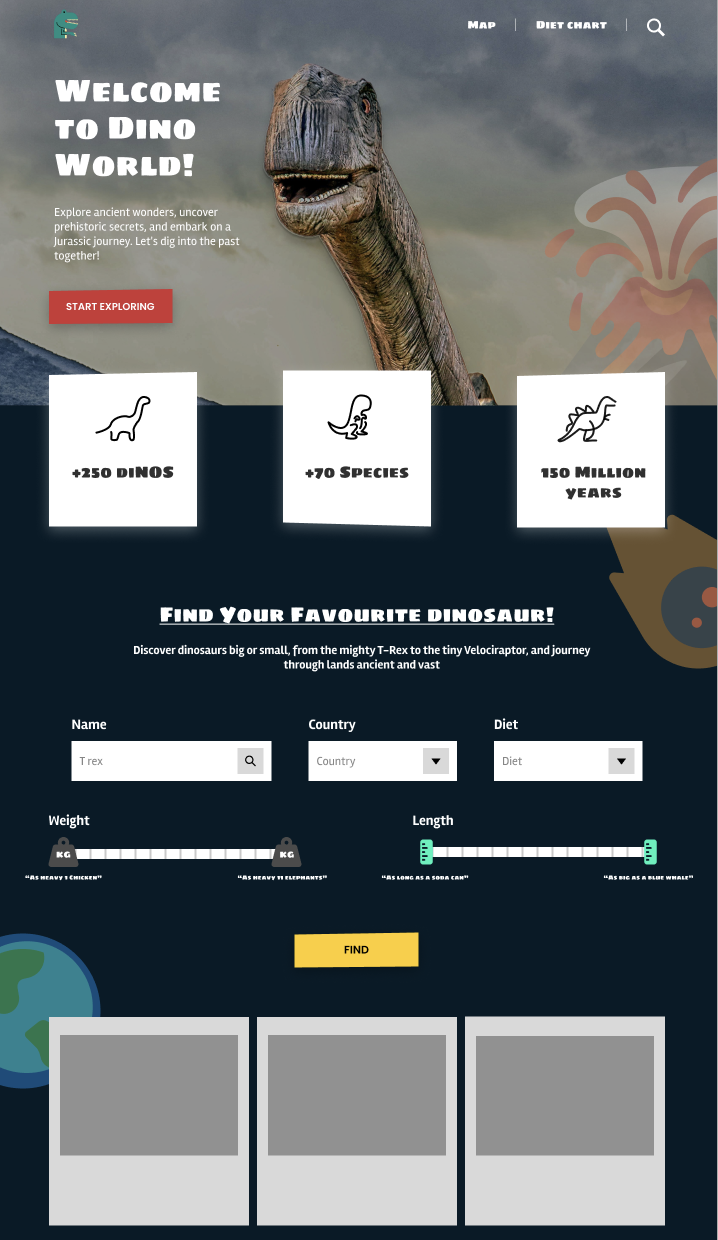 Map
Diet chart
Welcome
to Dino
World!
Explore ancient wonders, uncover
prehistoric secrets, and embark on a
Jurassic journey. Let's dig into the past
together!
START EXPLORING
+250 diNOS
+70 Species
150 Million
years
Find Your Favourite dinosaur!
Discover dinosaurs big or small, from the mighty T-Rex to the tiny Velociraptor, and journey
through lands ancient and vast
Name
Country
Diet
T rex
Country
Diet
Weight
Length
KG
KG
"As heavy 1 Chicken"
"As heavy 11 elephants"
"As long as a soda can"
"As big as a blue whale"
FIND